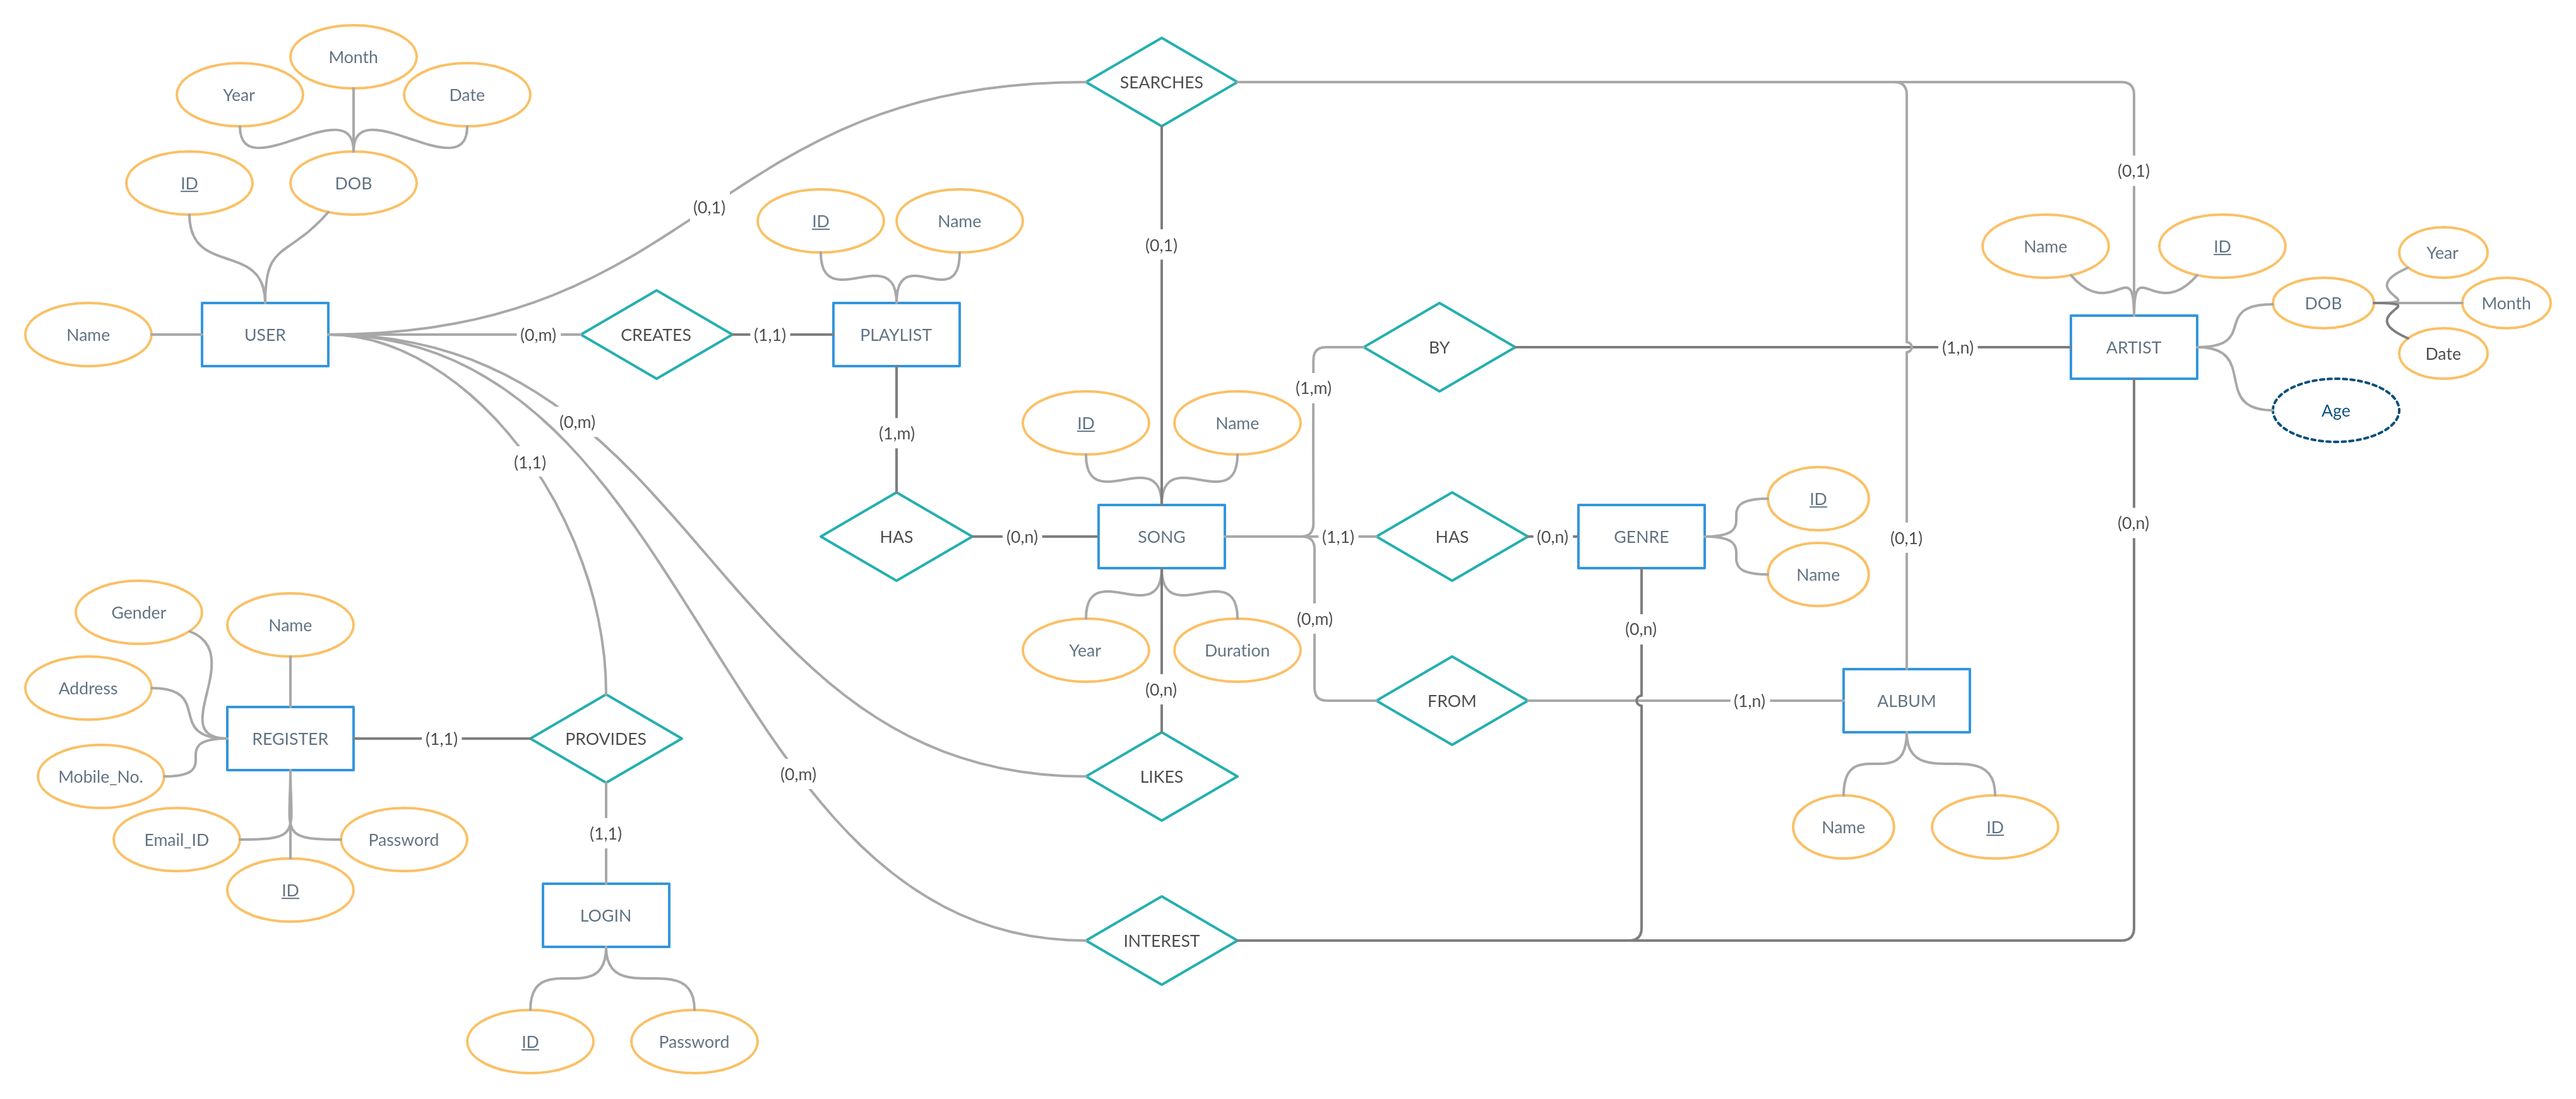 Month
Year
Date
SEARCHES
ID
DOB
(0,1)
(0,1)
ID
Name
(0,1)
Name
ID
Year
DOB
Month
Name
USER
(0,m)
CREATES
(1,1)
PLAYLIST
BY
(1,n)
ARTIST
Date
(1,m)
Age
(0,m)
(1,m)
ID
Name
(1,1)
ID
HAS
(0,n)
SONG
(1,1)
HAS
(0,n)
GENRE
(0,1)
(0,n)
Name
Gender
Name
(0,m)
(0,n)
Year
Duration
Address
(0,n)
FROM
(1,n)
ALBUM
REGISTER
(1,1)
PROVIDES
Mobile_No.
(0,m)
LIKES
Email_ID
Password
(1,1)
Name
ID
ID
LOGIN
INTEREST
ID
Password